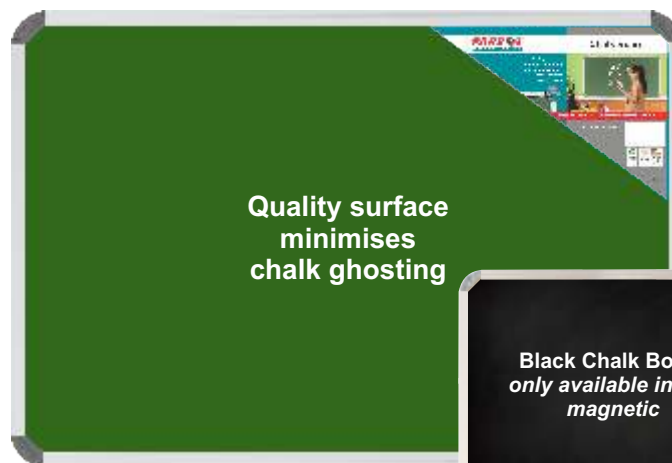 Quality surface
minimises
chalk ghosting
Black Chalk Bo
only available in
magnetic